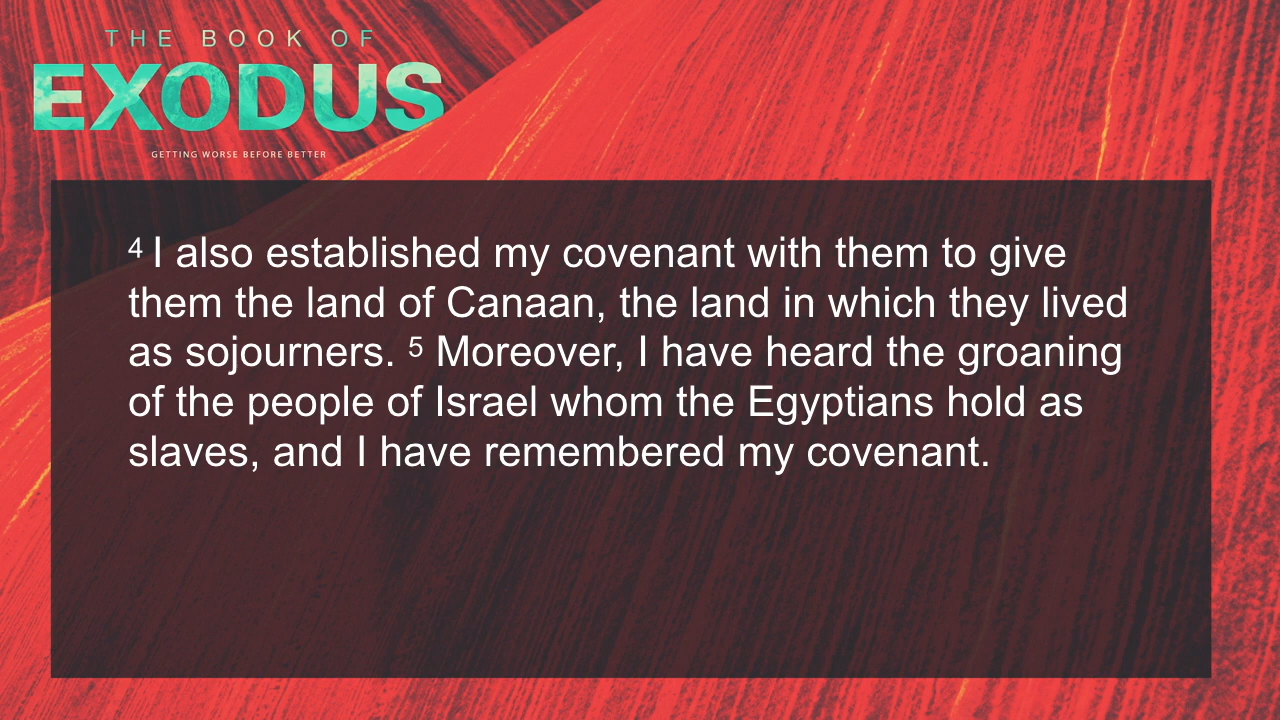 THE BOOK OF
EXODUS
GETTING WORSE BEFORE BETTER
4 I also established my covenant with them to give
them the land of Canaan, the land in which they lived
as sojourners. 5 Moreover, I have heard the groaning
of the people of Israel whom the Egyptians hold as
slaves, and I have remembered my covenant.